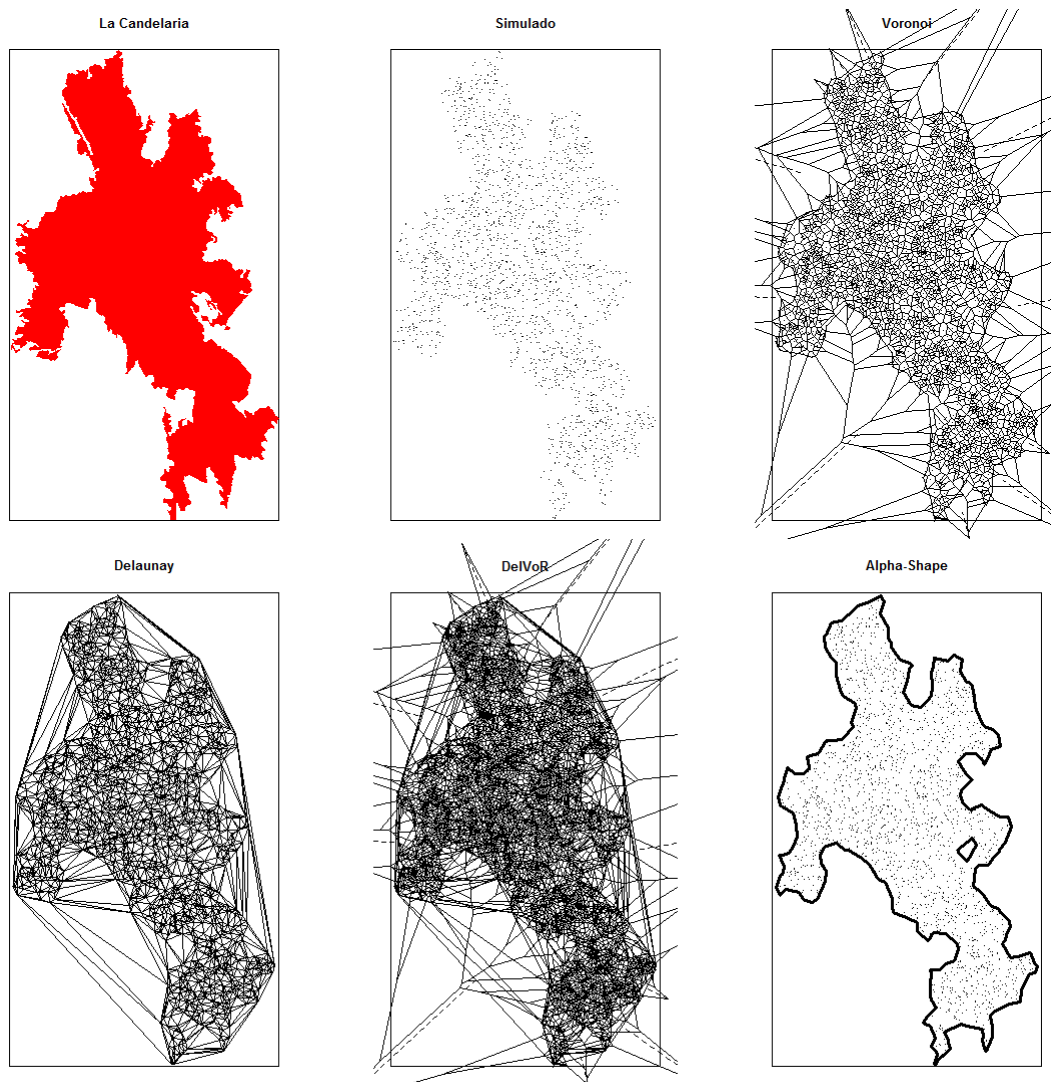 La Candelaria
Simulado
Voronoi
Delaunay
DelVoR
Alpha-Shape